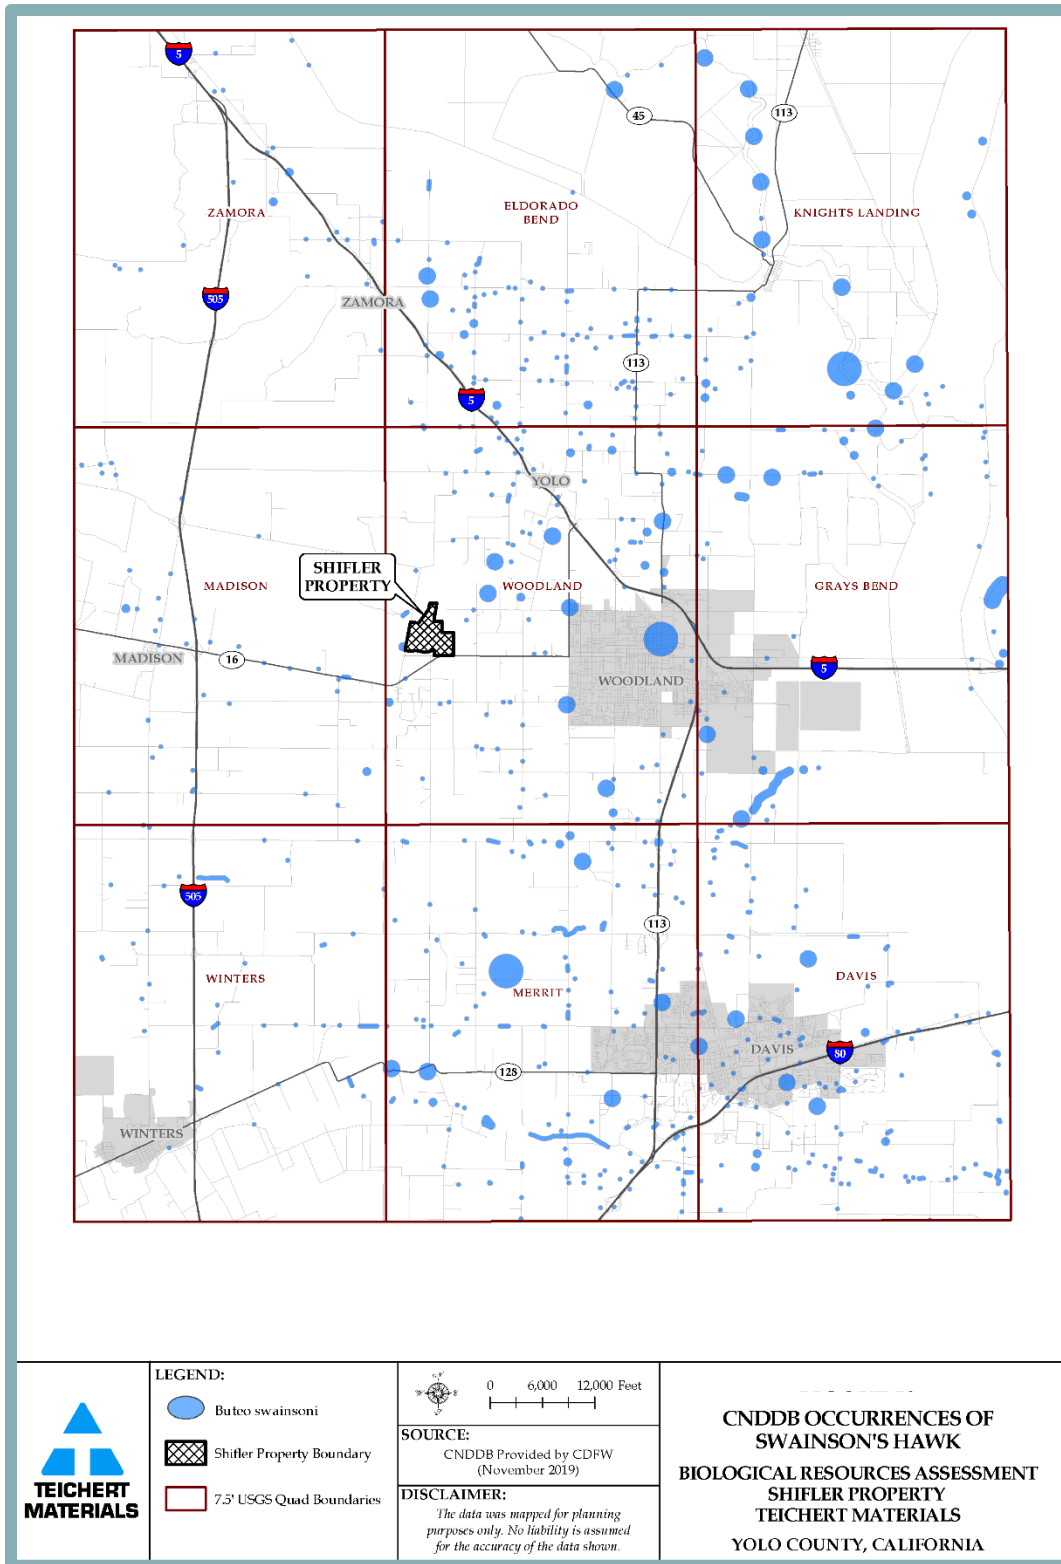 5
45
113
ZAMORA
ELDORADO
BEND
KNIGHTS LANDING
505
ZAMORA
113
5
YOLO
SHIFLER
PROPERTY
MADISON
WOODLAND
GRAYS BEND
MADISON
16
5
WOODLAND
505
113
WINTERS
MERRIT
DAVIS
DAVIS
80
128
WINTERS
TEICHERT
MATERIALS
LEGEND:
Buteo swainsoni
Shifler Property Boundary
7.5' USGS Quad Boundaries
0 6,000 12,000 Feet
SOURCE:
CNDDB Provided by CDFW
(November 2019)
DISCLAIMER:
The data was mapped for planning
purposes only. No liability is assumed
for the accuracy of the data shown.
CNDDB OCCURRENCES OF
SWAINSON'S HAWK
BIOLOGICAL RESOURCES ASSESSMENT
SHIFLER PROPERTY
TEICHERT MATERIALS
YOLO COUNTY, CALIFORNIA